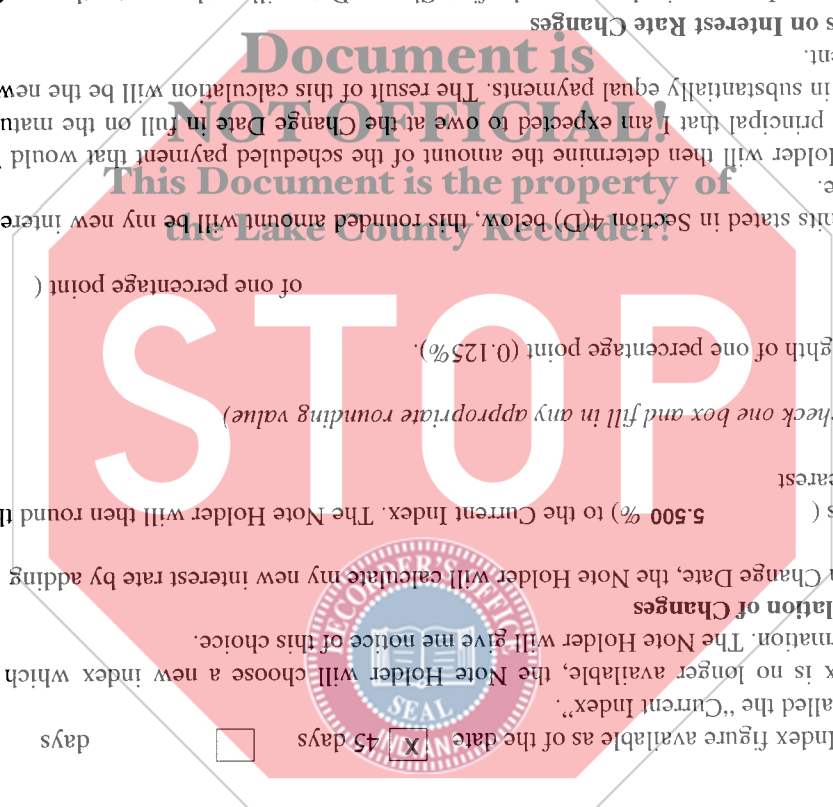 Document is
NOT OFFICIAL!
This Document is the property of
the Lake County Recorder!
STOP
RECORDER'S OFFICE
SEAL
INDIANA
Index figure available as of the date X 45 days days
alled the “Current Index”.
x is no longer available, the Note Holder will choose a new index which
mation. The Note Holder will give me notice of this choice.
lation of Changes
Change Date, the Note Holder will calculate my new interest rate by adding
s ( 5.500 %) to the Current Index. The Note Holder will then round th
earest
check one box and fill in any appropriate rounding value)
ghth of one percentage point (0.125%).
of one percentage point (
nits stated in Section 4(D) below, this rounded amount will be my new intere
e.
older will then determine the amount of the scheduled payment that would
principal that I am expected to owe at the Change Date in full on the matu
in substantially equal payments. The result of this calculation will be the new
ent.
s on Interest Rate Changes